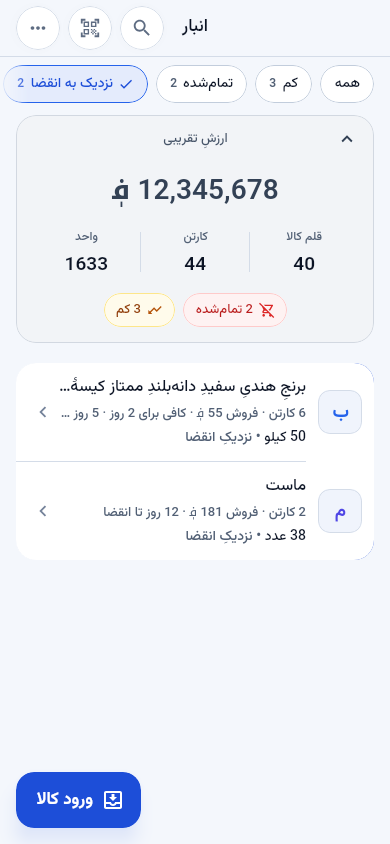 انبار
همه
کم 3
تمام‌شده 2
نزدیک به انقضا 2
ارزشِ تقریبی
12,345,678 ؋
قلم کالا
40
کارتن
44
واحد
1633
2 تمام‌شده
3 کم
ب
برنجِ هندیِ سفیدِ دانه‌بلندِ ممتاز کیسهٔ...
6 کارتن · فروش 55 ؋ · کافی برای 2 روز · 5 روز ...
50 کیلو • نزدیکِ انقضا
م
ماست
2 کارتن · فروش 181 ؋ · 12 روز تا انقضا
38 عدد • نزدیکِ انقضا
ورود کالا